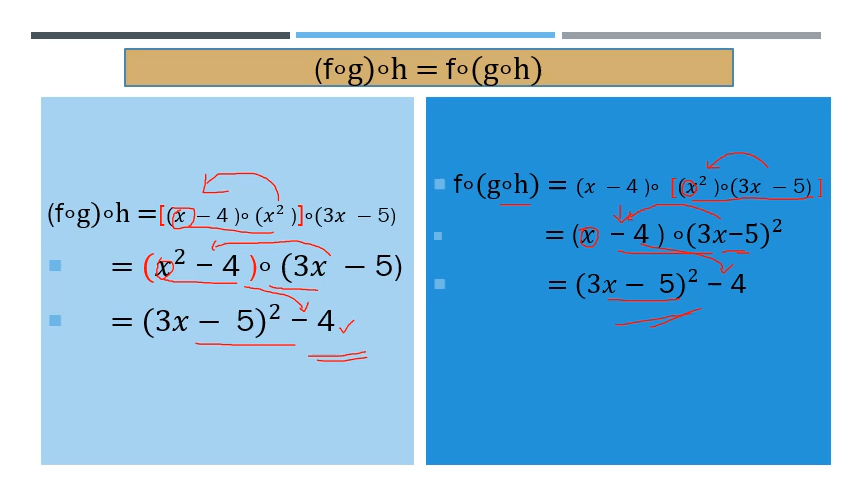 (f∘g)∘h = f∘(g∘h)
(f∘g)∘h =[(x – 4 )∘ (x² )]∘(3x – 5)
= (x² – 4 )∘ (3x – 5)
= (3x – 5)² – 4
f∘(g∘h) = (x – 4 )∘ [(x² )∘(3x – 5) ]
= (x – 4 ) ∘(3x–5)²
= (3x – 5)² – 4